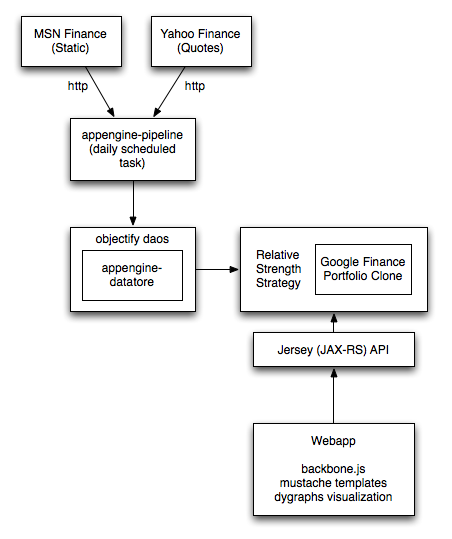 MSN Finance
(Static)
Yahoo Finance
(Quotes)
http
http
appengine-pipeline
(daily scheduled
task)
objectify daos
appengine-
datatore
Relative
Strength
Strategy
Google Finance
Portfolio Clone
Jersey (JAX-RS) API
Webapp
backbone.js
mustache templates
dygraphs visualization